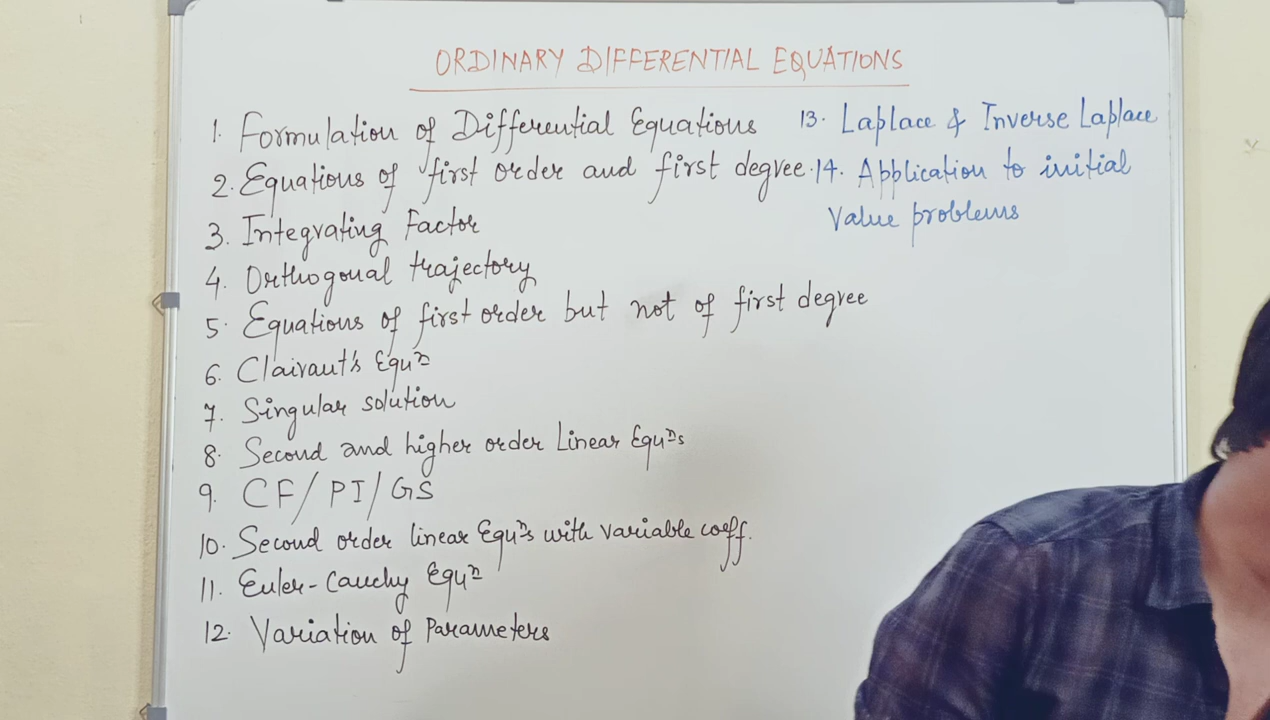 ORDINARY DIFFERENTIAL EQUATIONS
1. Formulation of Differential Equations
2. Equations of first order and first degree.
3. Integrating Factor
4. Orthogonal trajectory
5. Equations of first order but not of first degree
6. Clairaut's Equⁿ
7. Singular solution
8. Second and higher order Linear Equⁿs
9. CF/PI/GS
10. Second order linear Equⁿs with variable coeff.
11. Euler-Cauchy Equⁿ
12. Variation of Parameters
13. Laplace & Inverse Laplace
14. Application to initial
Value problems